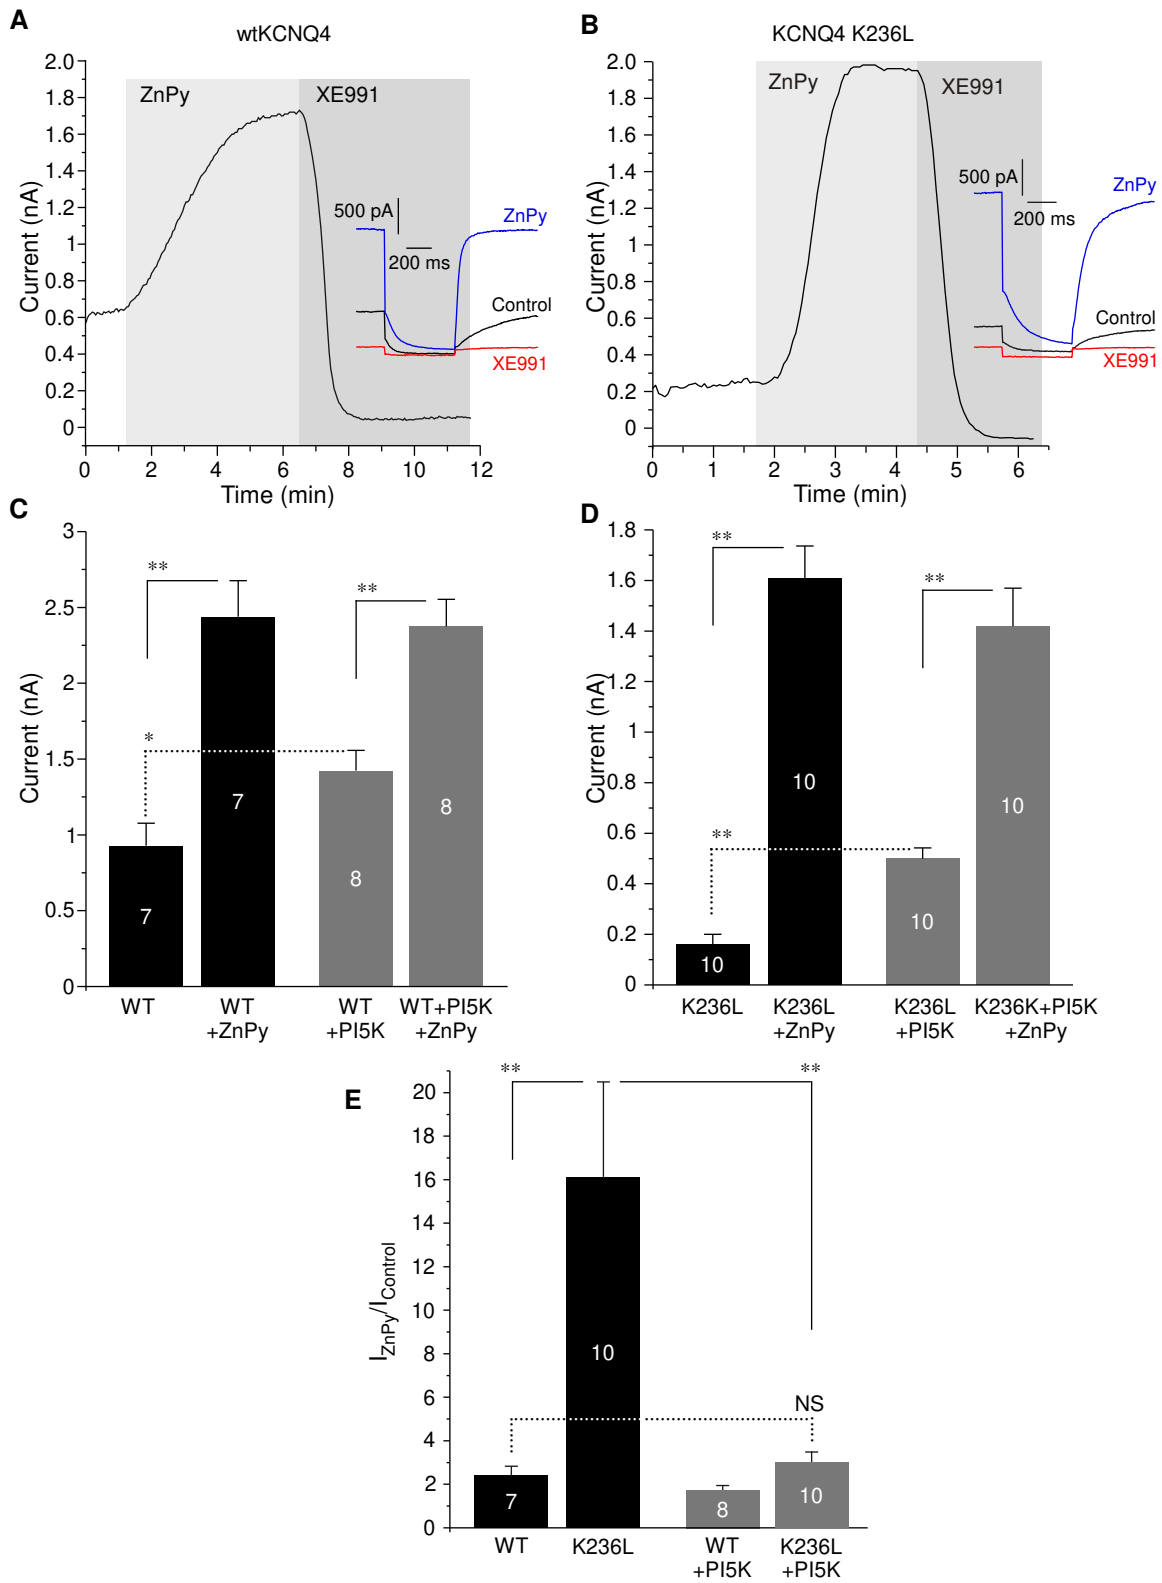 A
wtKCNQ4
2.0
1.8
1.6
1.4
1.2
1
0.8
0.6
0.4
0.2
0
Current (nA)
ZnPy
XE991
500 pA
200 ms
ZnPy
Control
XE991
0
2
4
6
8
10
12
Time (min)
B
KCNQ4 K236L
2.0
1.8
1.6
1.4
1.2
1
0.8
0.6
0.4
0.2
0
Current (nA)
ZnPy
XE991
500 pA
200 ms
ZnPy
Control
XE991
0
1
2
3
4
5
6
Time (min)
C
3
2.5
2
1.5
1
0.5
0
Current (nA)
**
**
*
7
7
8
8
WT
WT
+ZnPy
WT
+PI5K
WT+PI5K
+ZnPy
D
1.8
1.6
1.4
1.2
1
0.8
0.6
0.4
0.2
0
Current (nA)
**
**
**
10
10
10
10
K236L
K236L
+ZnPy
K236L
+PI5K
K236K+PI5K
+ZnPy
E
20
18
16
14
12
10
8
6
4
2
0
IZnPy/IControl
**
**
NS
7
10
8
10
WT
K236L
WT
+PI5K
K236L
+PI5K